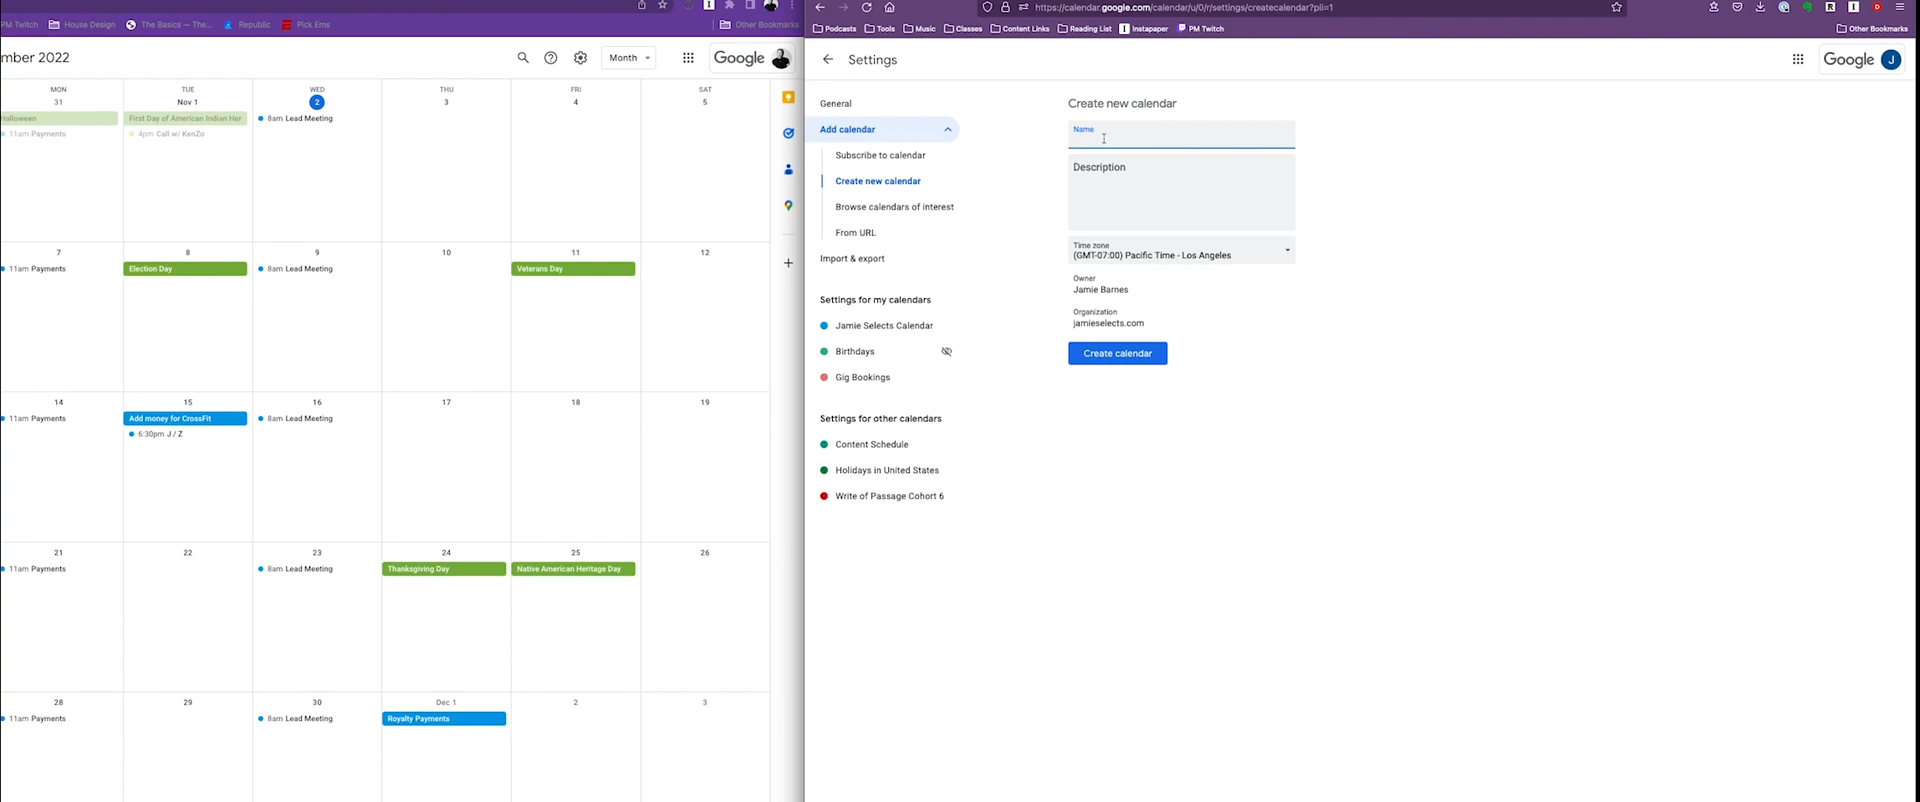 PM Twitch House Design The Basics — The... Republic Pick Ems Other Bookmarks
mber 2022 Month Google
MON TUE WED THU FRI SAT
31 Nov 1 2 3 4 5
Halloween First Day of American Indian Her 8am Lead Meeting
11am Payments 4pm Call w/ KenZo
7 8 9 10 11 12
11am Payments Election Day 8am Lead Meeting Veterans Day
14 15 16 17 18 19
11am Payments Add money for CrossFit 8am Lead Meeting
6:30pm J / Z
21 22 23 24 25 26
11am Payments 8am Lead Meeting Thanksgiving Day Native American Heritage Day
28 29 30 Dec 1 2 3
11am Payments 8am Lead Meeting Royalty Payments
https://calendar.google.com/calendar/u/0/r/settings/createcalendar?pli=1
Podcasts Tools Music Classes Content Links Reading List Instapaper PM Twitch Other Bookmarks
Settings Google J
General
Add calendar
Subscribe to calendar
Create new calendar
Browse calendars of interest
From URL
Import & export
Settings for my calendars
Jamie Selects Calendar
Birthdays
Gig Bookings
Settings for other calendars
Content Schedule
Holidays in United States
Write of Passage Cohort 6
Create new calendar
Name
Description
Time zone
(GMT-07:00) Pacific Time - Los Angeles
Owner
Jamie Barnes
Organization
jamieselects.com
Create calendar